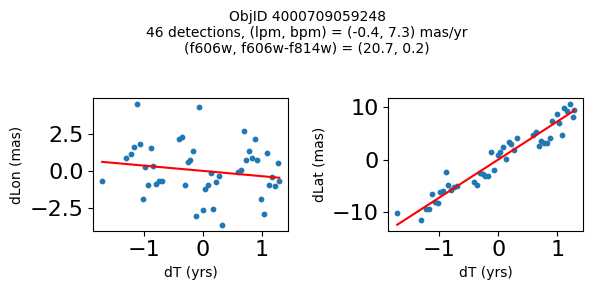 ObjID 4000709059248
46 detections, (lpm, bpm) = (-0.4, 7.3) mas/yr
(f606w, f606w-f814w) = (20.7, 0.2)
dLon (mas)
2.5
0.0
−2.5
−1
0
1
dT (yrs)
dLat (mas)
10
0
−10
−1
0
1
dT (yrs)